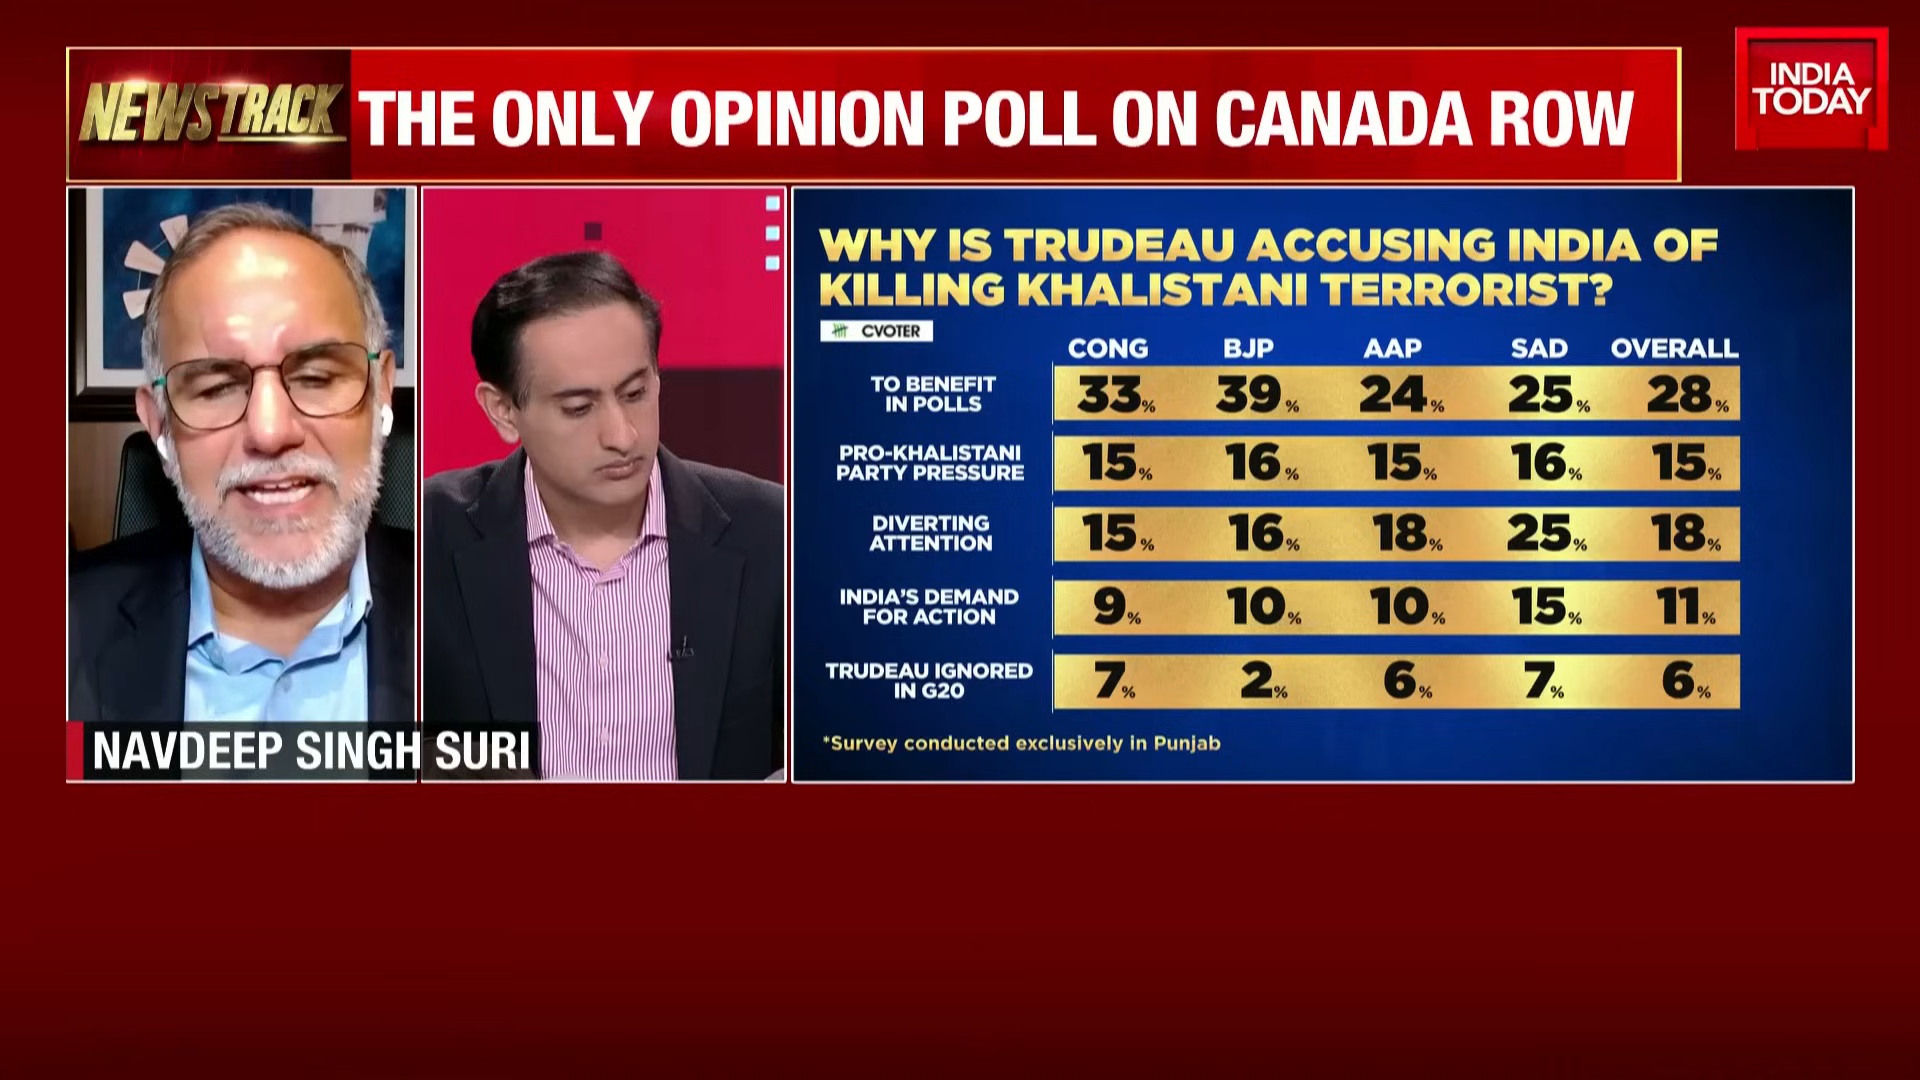 NEWSTRACK
THE ONLY OPINION POLL ON CANADA ROW
INDIA
TODAY
WHY IS TRUDEAU ACCUSING INDIA OF
KILLING KHALISTANI TERRORIST?
CVOTER
CONG BJP AAP SAD OVERALL
TO BENEFIT
IN POLLS
33% 39% 24% 25% 28%
PRO-KHALISTANI
PARTY PRESSURE
15% 16% 15% 16% 15%
DIVERTING
ATTENTION
15% 16% 18% 25% 18%
INDIA'S DEMAND
FOR ACTION
9% 10% 10% 15% 11%
TRUDEAU IGNORED
IN G20
7% 2% 6% 7% 6%
*Survey conducted exclusively in Punjab
NAVDEEP SINGH SURI